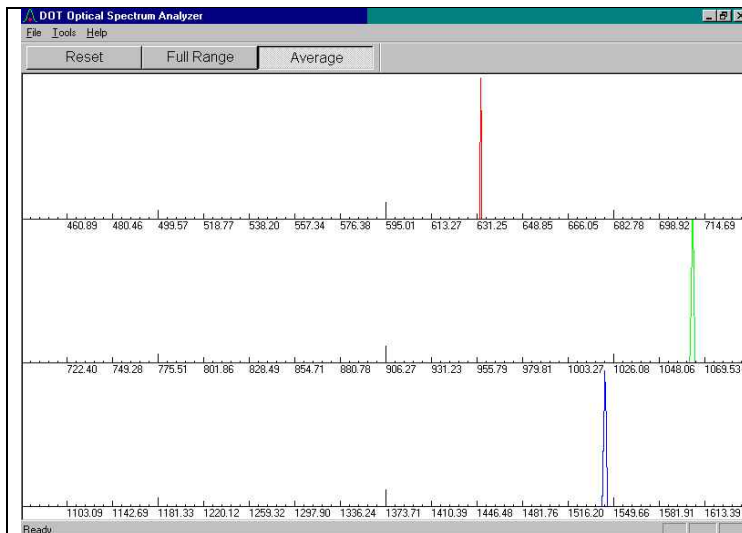 DOT Optical Spectrum Analyzer
File Tools Help
Reset Full Range Average
460.89 480.46 499.57 518.77 538.20 557.34 576.38 595.01 613.27 631.25 648.85 666.05 682.78 698.92 714.69
722.40 749.28 775.51 801.86 828.49 854.71 880.78 906.27 931.23 955.79 979.81 1003.27 1026.08 1048.06 1069.53
1103.09 1142.69 1181.33 1220.12 1259.32 1297.90 1336.24 1373.71 1410.39 1446.48 1481.76 1516.20 1549.66 1581.91 1613.39
Ready